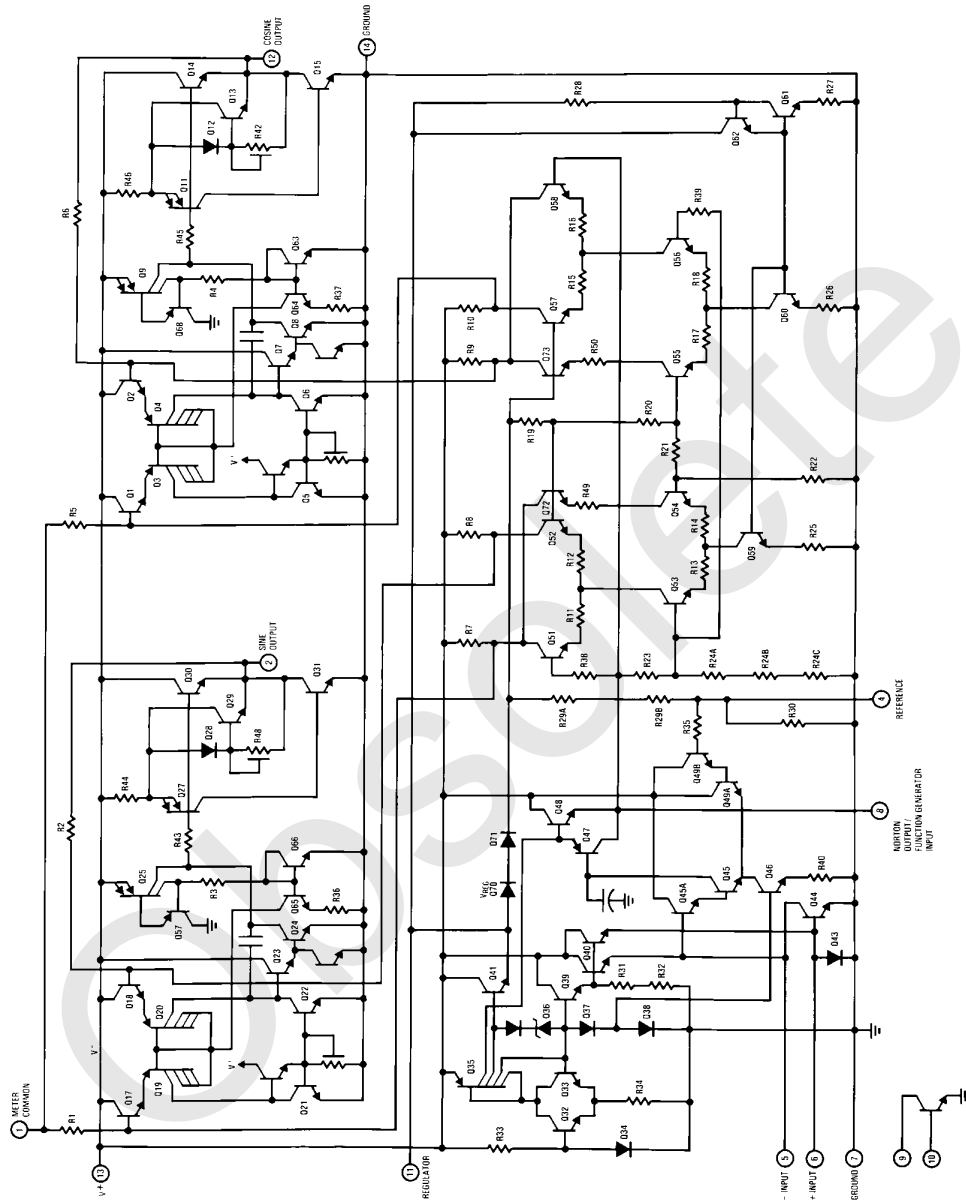 METER
COMMON
1
R1
V+ 13
V-
Q17
Q18
Q19
Q20
Q21
Q22
V'
Q23
Q24
Q57
Q25
R3
Q65
Q66
R36
R43
R2
R44
Q27
Q28
Q29
Q30
R48
Q31
SINE
OUTPUT
2
R5
Q1
Q2
Q3
Q4
Q5
Q6
V'
Q7
Q8
Q68
Q9
R4
Q64
Q63
R37
R45
R6
R46
Q11
Q12
Q13
Q14
R42
Q15
COSINE
OUTPUT
12
14 GROUND
11
REGULATOR
R33
Q35
Q32
Q33
Q34
R34
Q41
Q36
Q37
Q38
Q39
Q40
R31
R32
VREG
Q70
Q71
Q48
Q47
Q45A
Q45
Q46
R40
Q44
Q43
Q49B
Q49A
R35
R29A
R29B
R30
R7
R8
Q51
Q52
Q72
R11
R12
R49
R38
R23
R24A
R24B
R24C
Q53
Q54
R13
R14
Q59
R25
R19
R20
R21
R22
R9
R10
Q73
Q57
Q58
R50
R15
R16
Q55
Q56
R17
R18
R39
Q60
R26
R28
Q62
Q61
R27
- INPUT 5
+ INPUT 6
GROUND 7
9
10
8
NORTON
OUTPUT/
FUNCTION GENERATOR
INPUT
4
REFERENCE
Obsolete